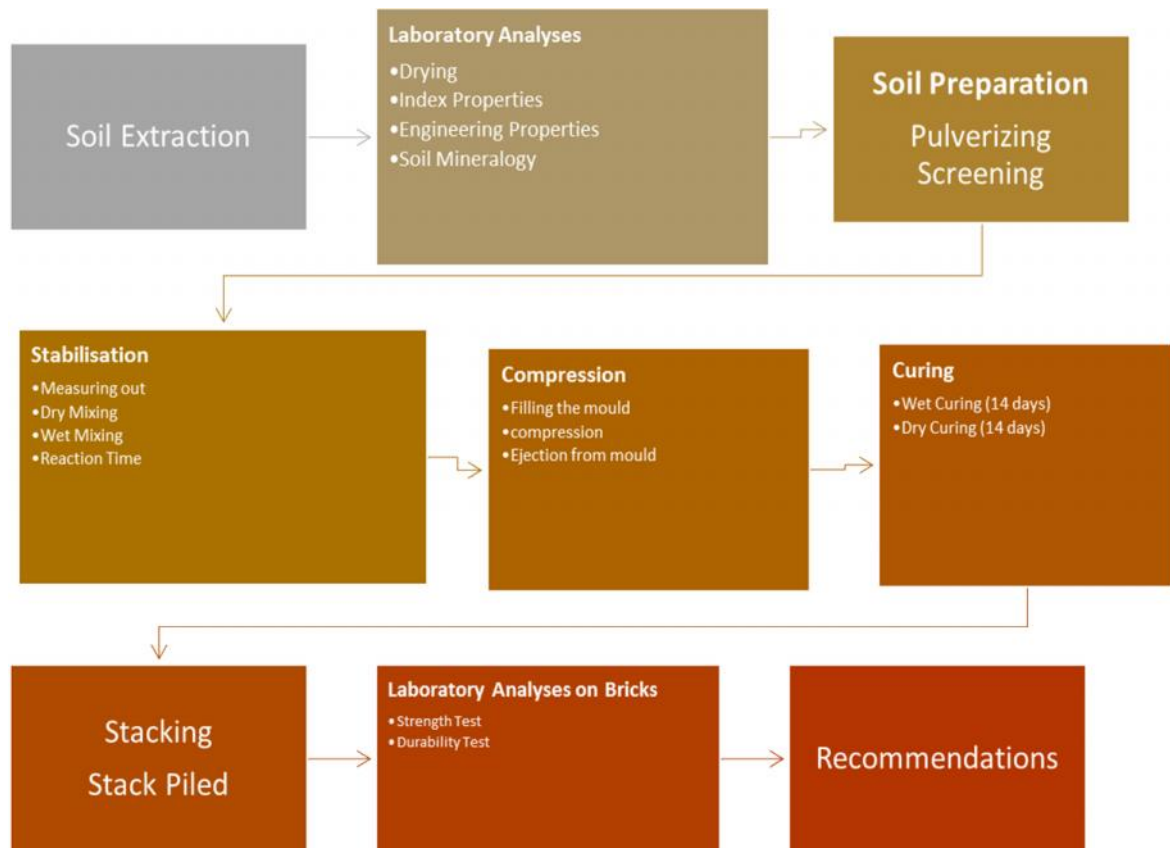 Soil Extraction
Laboratory Analyses
•Drying
•Index Properties
•Engineering Properties
•Soil Mineralogy
Soil Preparation
Pulverizing
Screening
Stabilisation
•Measuring out
•Dry Mixing
•Wet Mixing
•Reaction Time
Compression
•Filling the mould
•compression
•Ejection from mould
Curing
•Wet Curing (14 days)
•Dry Curing (14 days)
Stacking
Stack Piled
Laboratory Analyses on Bricks
•Strength Test
•Durability Test
Recommendations